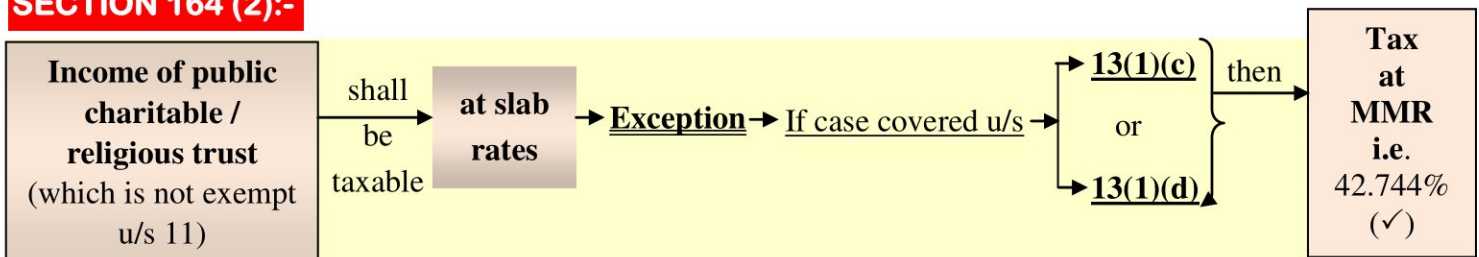 SECTION 164 (2):-
Income of public
charitable /
religious trust
(which is not exempt
u/s 11)
shall
be
taxable
at slab
rates
Exception
If case covered u/s
13(1)(c)
or
13(1)(d)
then
Tax
at
MMR
i.e.
42.744%
(✓)